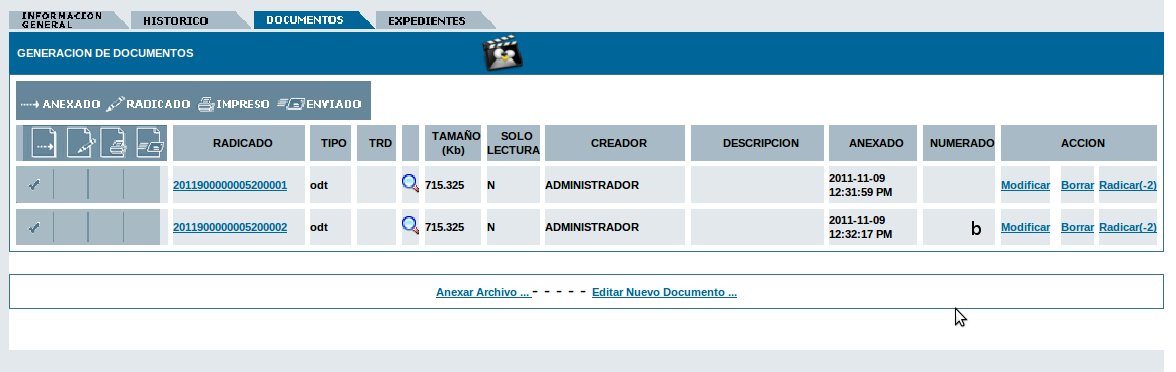 INFORMACION
GENERAL
HISTORICO
DOCUMENTOS
EXPEDIENTES
GENERACION DE DOCUMENTOS
ANEXADO RADICADO IMPRESO ENVIADO
RADICADO TIPO TRD TAMAÑO (Kb) SOLO LECTURA CREADOR DESCRIPCION ANEXADO NUMERADO ACCION
2011900000005200001 odt 715.325 N ADMINISTRADOR 2011-11-09 12:31:59 PM Modificar Borrar Radicar(-2)
2011900000005200002 odt 715.325 N ADMINISTRADOR 2011-11-09 12:32:17 PM b Modificar Borrar Radicar(-2)
Anexar Archivo ... - - - - - Editar Nuevo Documento ...